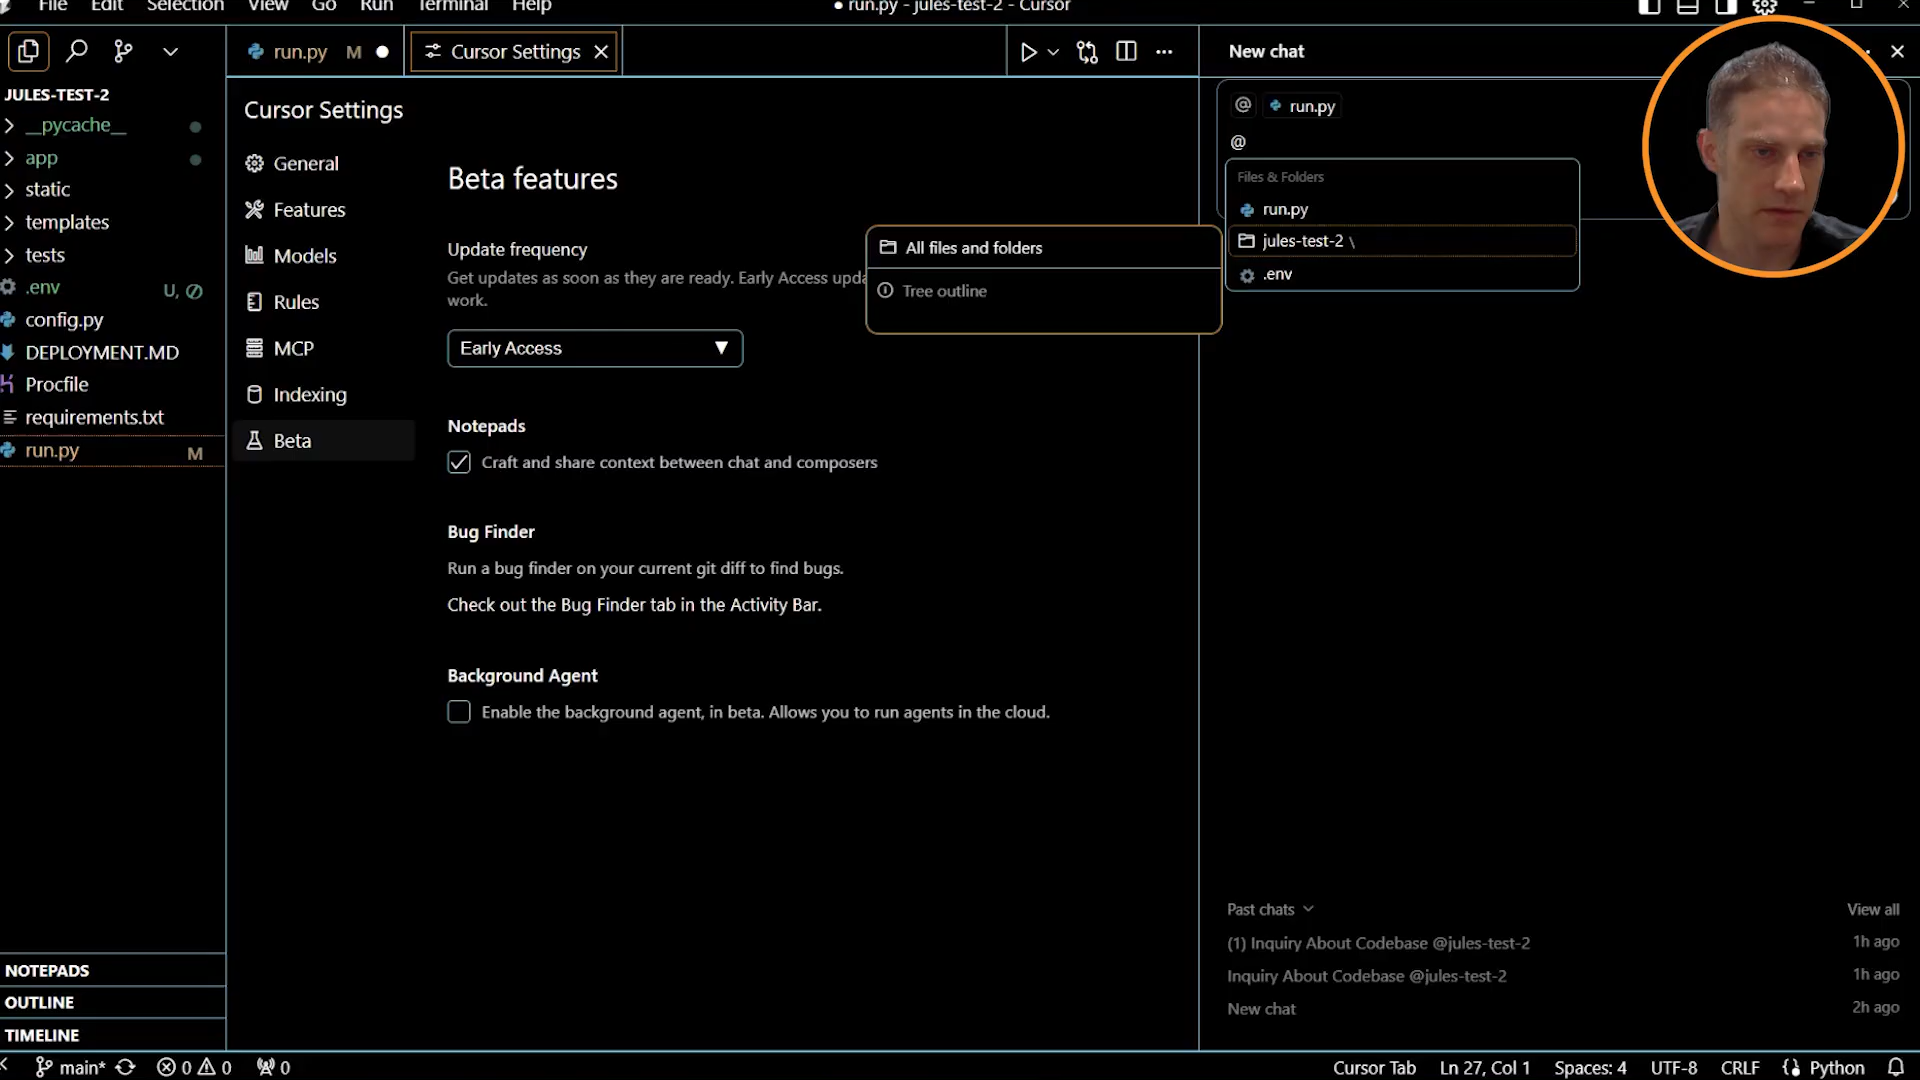 File Edit Selection View Go Run Terminal Help
run.py - jules-test-2 - Cursor
run.py M
Cursor Settings
New chat
JULES-TEST-2
__pycache__
app
static
templates
tests
.env U,
config.py
DEPLOYMENT.MD
Procfile
requirements.txt
run.py M
NOTEPADS
OUTLINE
TIMELINE
Cursor Settings
General
Features
Models
Rules
MCP
Indexing
Beta
Beta features
Update frequency
Get updates as soon as they are ready. Early Access
work.
Early Access
Notepads
Craft and share context between chat and composers
Bug Finder
Run a bug finder on your current git diff to find bugs.
Check out the Bug Finder tab in the Activity Bar.
Background Agent
Enable the background agent, in beta. Allows you to run agents in the cloud.
All files and folders
Tree outline
@ run.py
@
Files & Folders
run.py
jules-test-2 \
.env
Past chats
View all
(1) Inquiry About Codebase @jules-test-2 1h ago
Inquiry About Codebase @jules-test-2 1h ago
New chat 2h ago
main* 0 0 0
Cursor Tab Ln 27, Col 1 Spaces: 4 UTF-8 CRLF Python